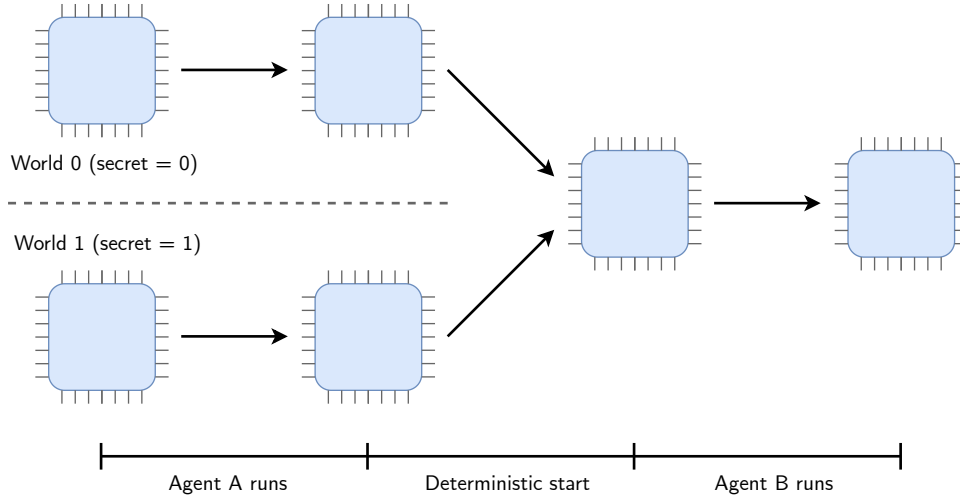 World 0 (secret = 0)
World 1 (secret = 1)
Agent A runs
Deterministic start
Agent B runs